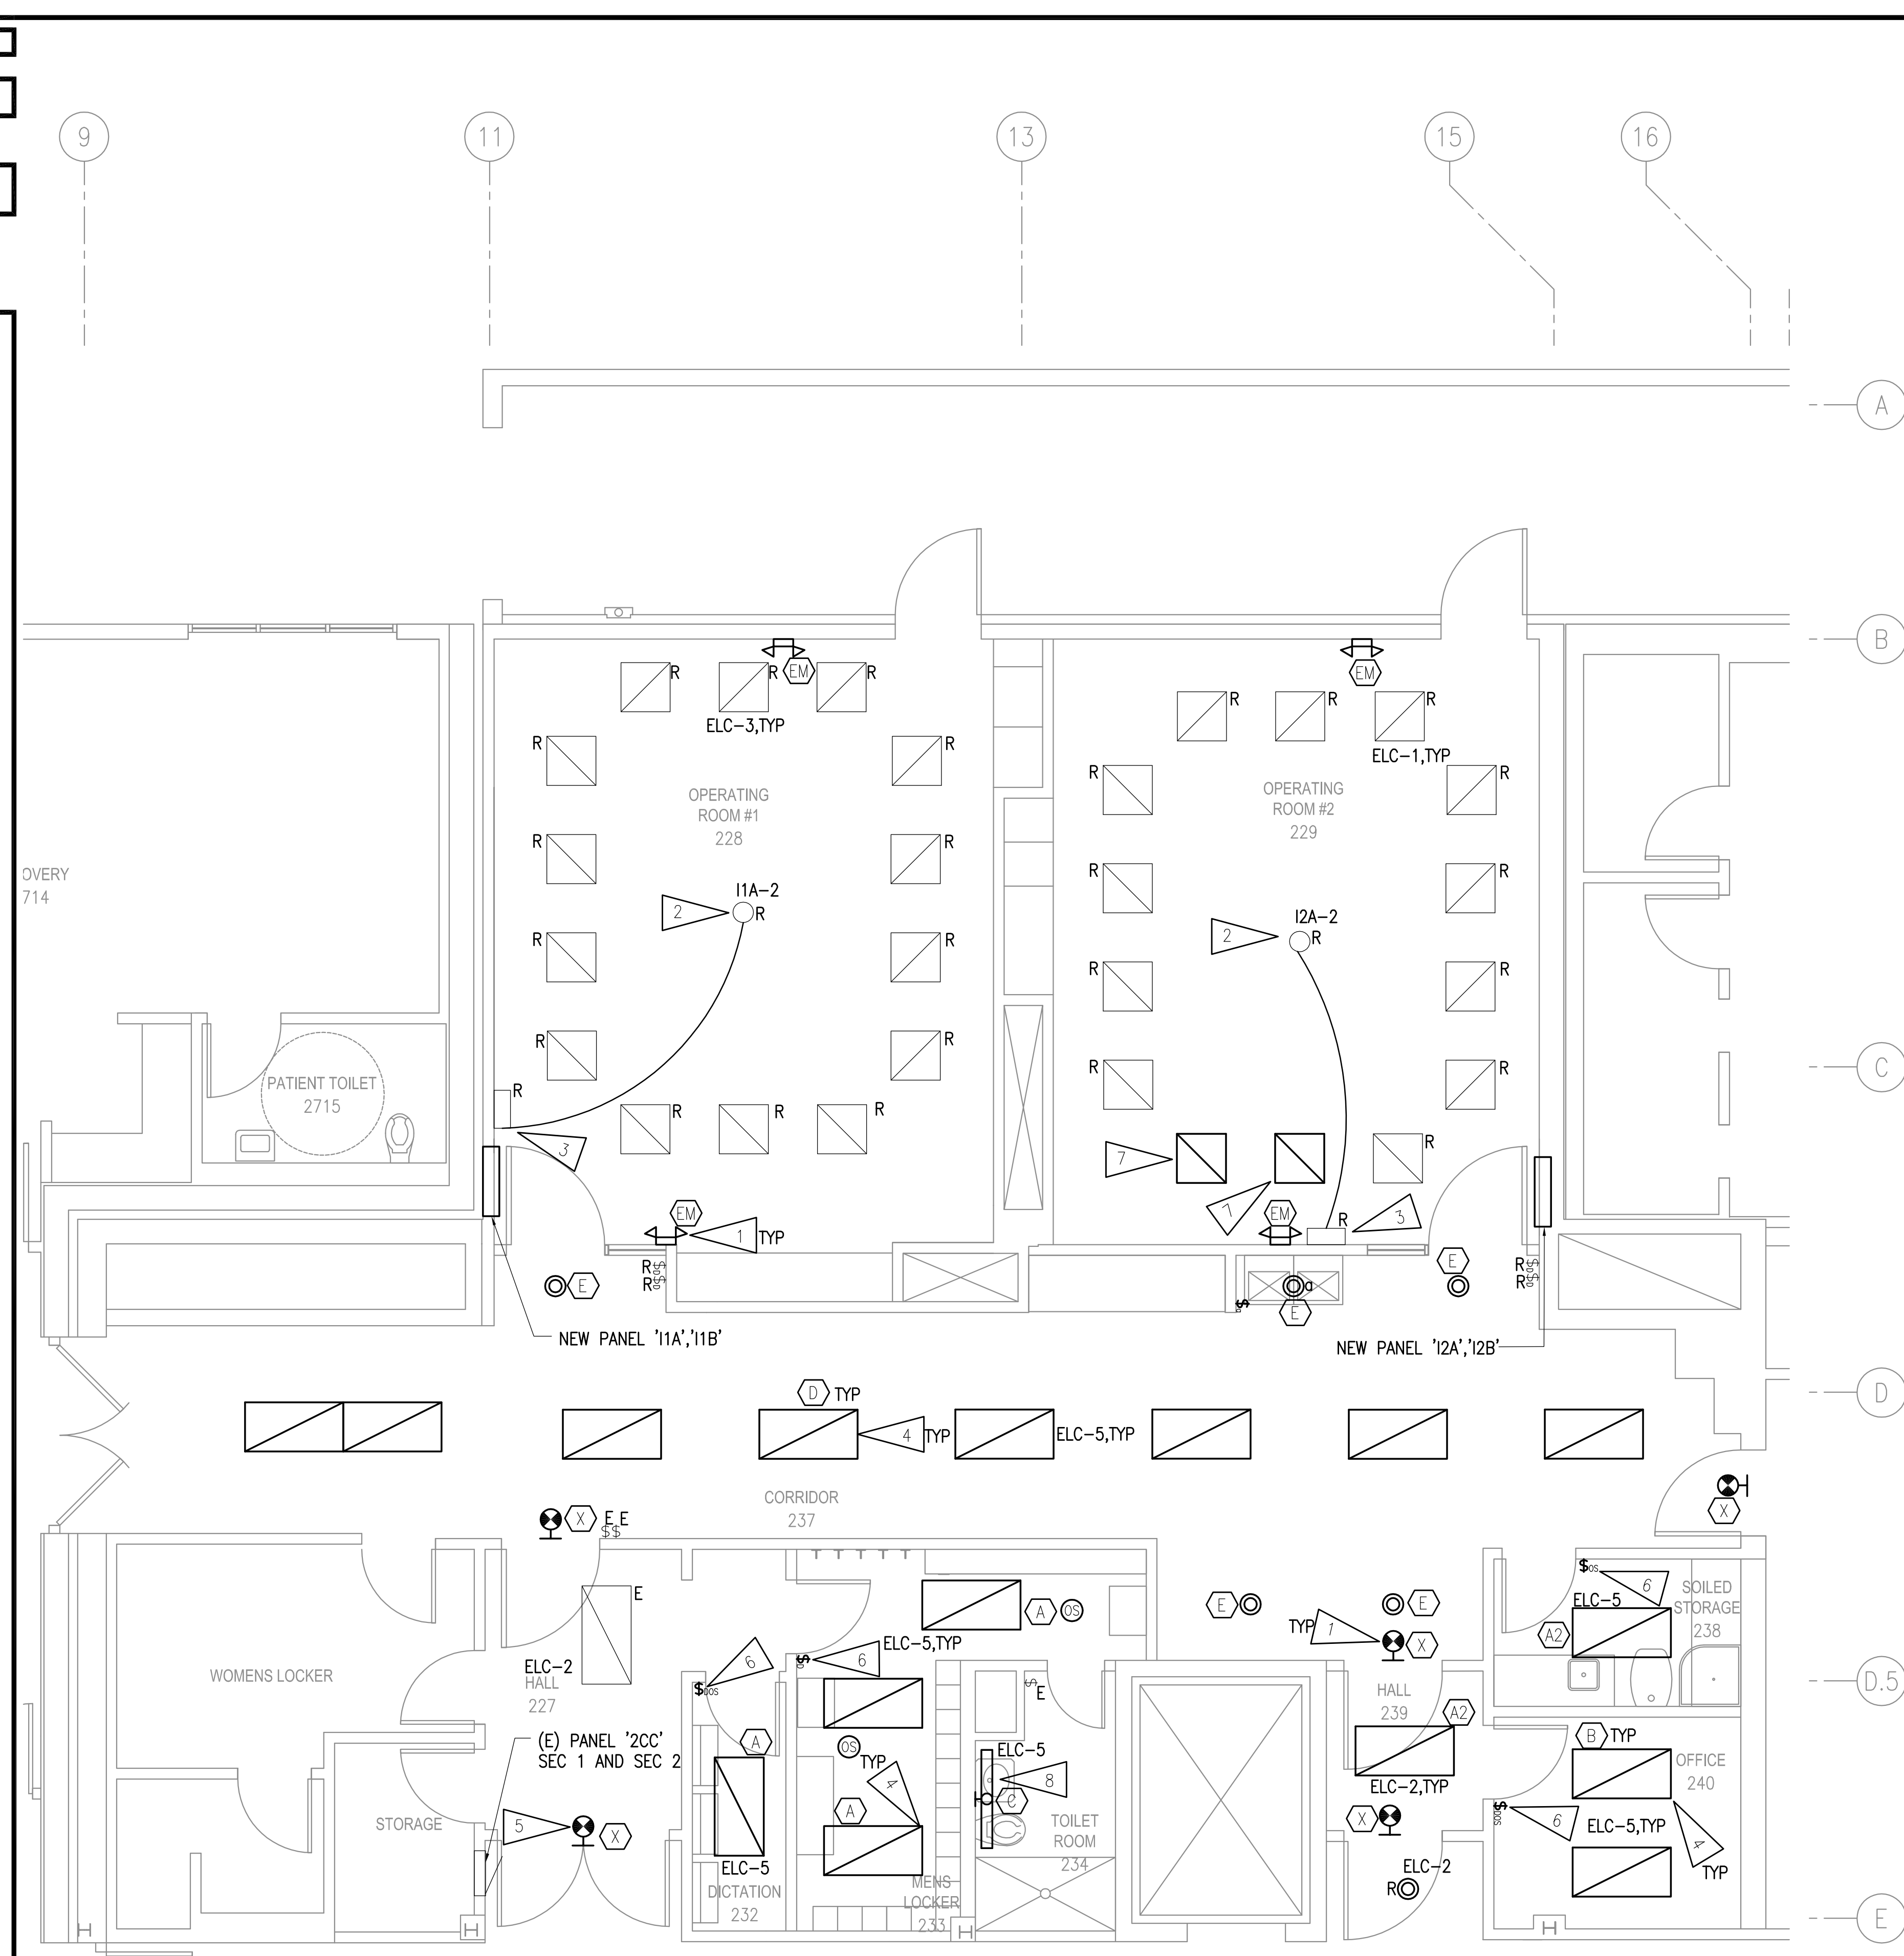 9
11
13
15
16
A
B
EM
EM
R
R
R
ELC-3,TYP
R
R
R
ELC-1,TYP
R
R
R
R
OPERATING
ROOM #1
228
OPERATING
ROOM #2
229
R
R
R
R
OVERY
714
I1A-2
2
R
I2A-2
2
R
R
R
R
R
R
R
R
R
C
PATIENT TOILET
2715
R
3
R
R
R
7
7
R
EM
1
TYP
EM
R
3
E
R $D$D
R $D$D
a
$a
E
E
R $D$D
R $D$D
NEW PANEL 'I1A','I1B'
NEW PANEL 'I2A','I2B'
D
TYP
D
4
TYP
ELC-5,TYP
CORRIDOR
237
X
E E
$$
X
E
E
A
OS
$OS
6
SOILED
STORAGE
238
ELC-5
A2
TYP
1
X
ELC-5,TYP
6
$D
6
$DOS
E
WOMENS LOCKER
ELC-2
HALL
227
$
E
HALL
239
A2
D.5
(E) PANEL '2CC'
SEC 1 AND SEC 2
A
OS
TYP
4
ELC-5
8
C
ELC-2,TYP
B
TYP
OFFICE
240
STORAGE
5
X
A
TOILET
ROOM
234
X
$DOS
6
ELC-5,TYP
4
TYP
ELC-5
DICTATION
232
MENS
LOCKER
233
ELC-2
R
E